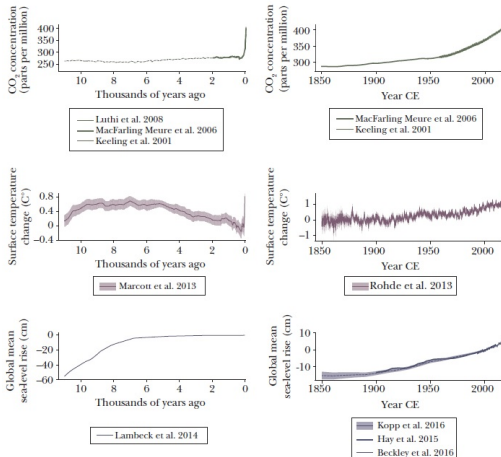 CO2 concentration
(parts per million)
400
350
300
250
10
8
6
4
2
0
Thousands of years ago
Luthi et al. 2008
MacFarling Meure et al. 2006
Keeling et al. 2001
CO2 concentration
(parts per million)
400
300
1850
1900
1950
2000
Year CE
MacFarling Meure et al. 2006
Keeling et al. 2001
Surface temperature
change (C°)
0.8
0.4
0
−0.4
10
8
6
4
2
0
Thousands of years ago
Marcott et al. 2013
Surface temperature
change (C°)
1
0
−1
1850
1900
1950
2000
Year CE
Rohde et al. 2013
Global mean
sea-level rise (cm)
0
−20
−40
−60
10
8
6
4
2
0
Thousands of years ago
Lambeck et al. 2014
Global mean
sea-level rise (cm)
10
0
-10
1850
1900
1950
2000
Year CE
Kopp et al. 2016
Hay et al. 2015
Beckley et al. 2016